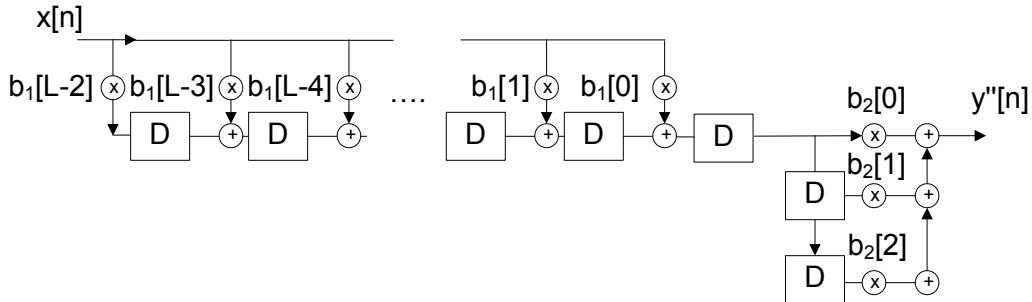 x[n]
b₁[L-2] x b₁[L-3] x b₁[L-4] x .... b₁[1] x b₁[0] x b₂[0] y"[n]
D + D + D + D + D x +
b₂[1]
D x +
b₂[2]
D x +